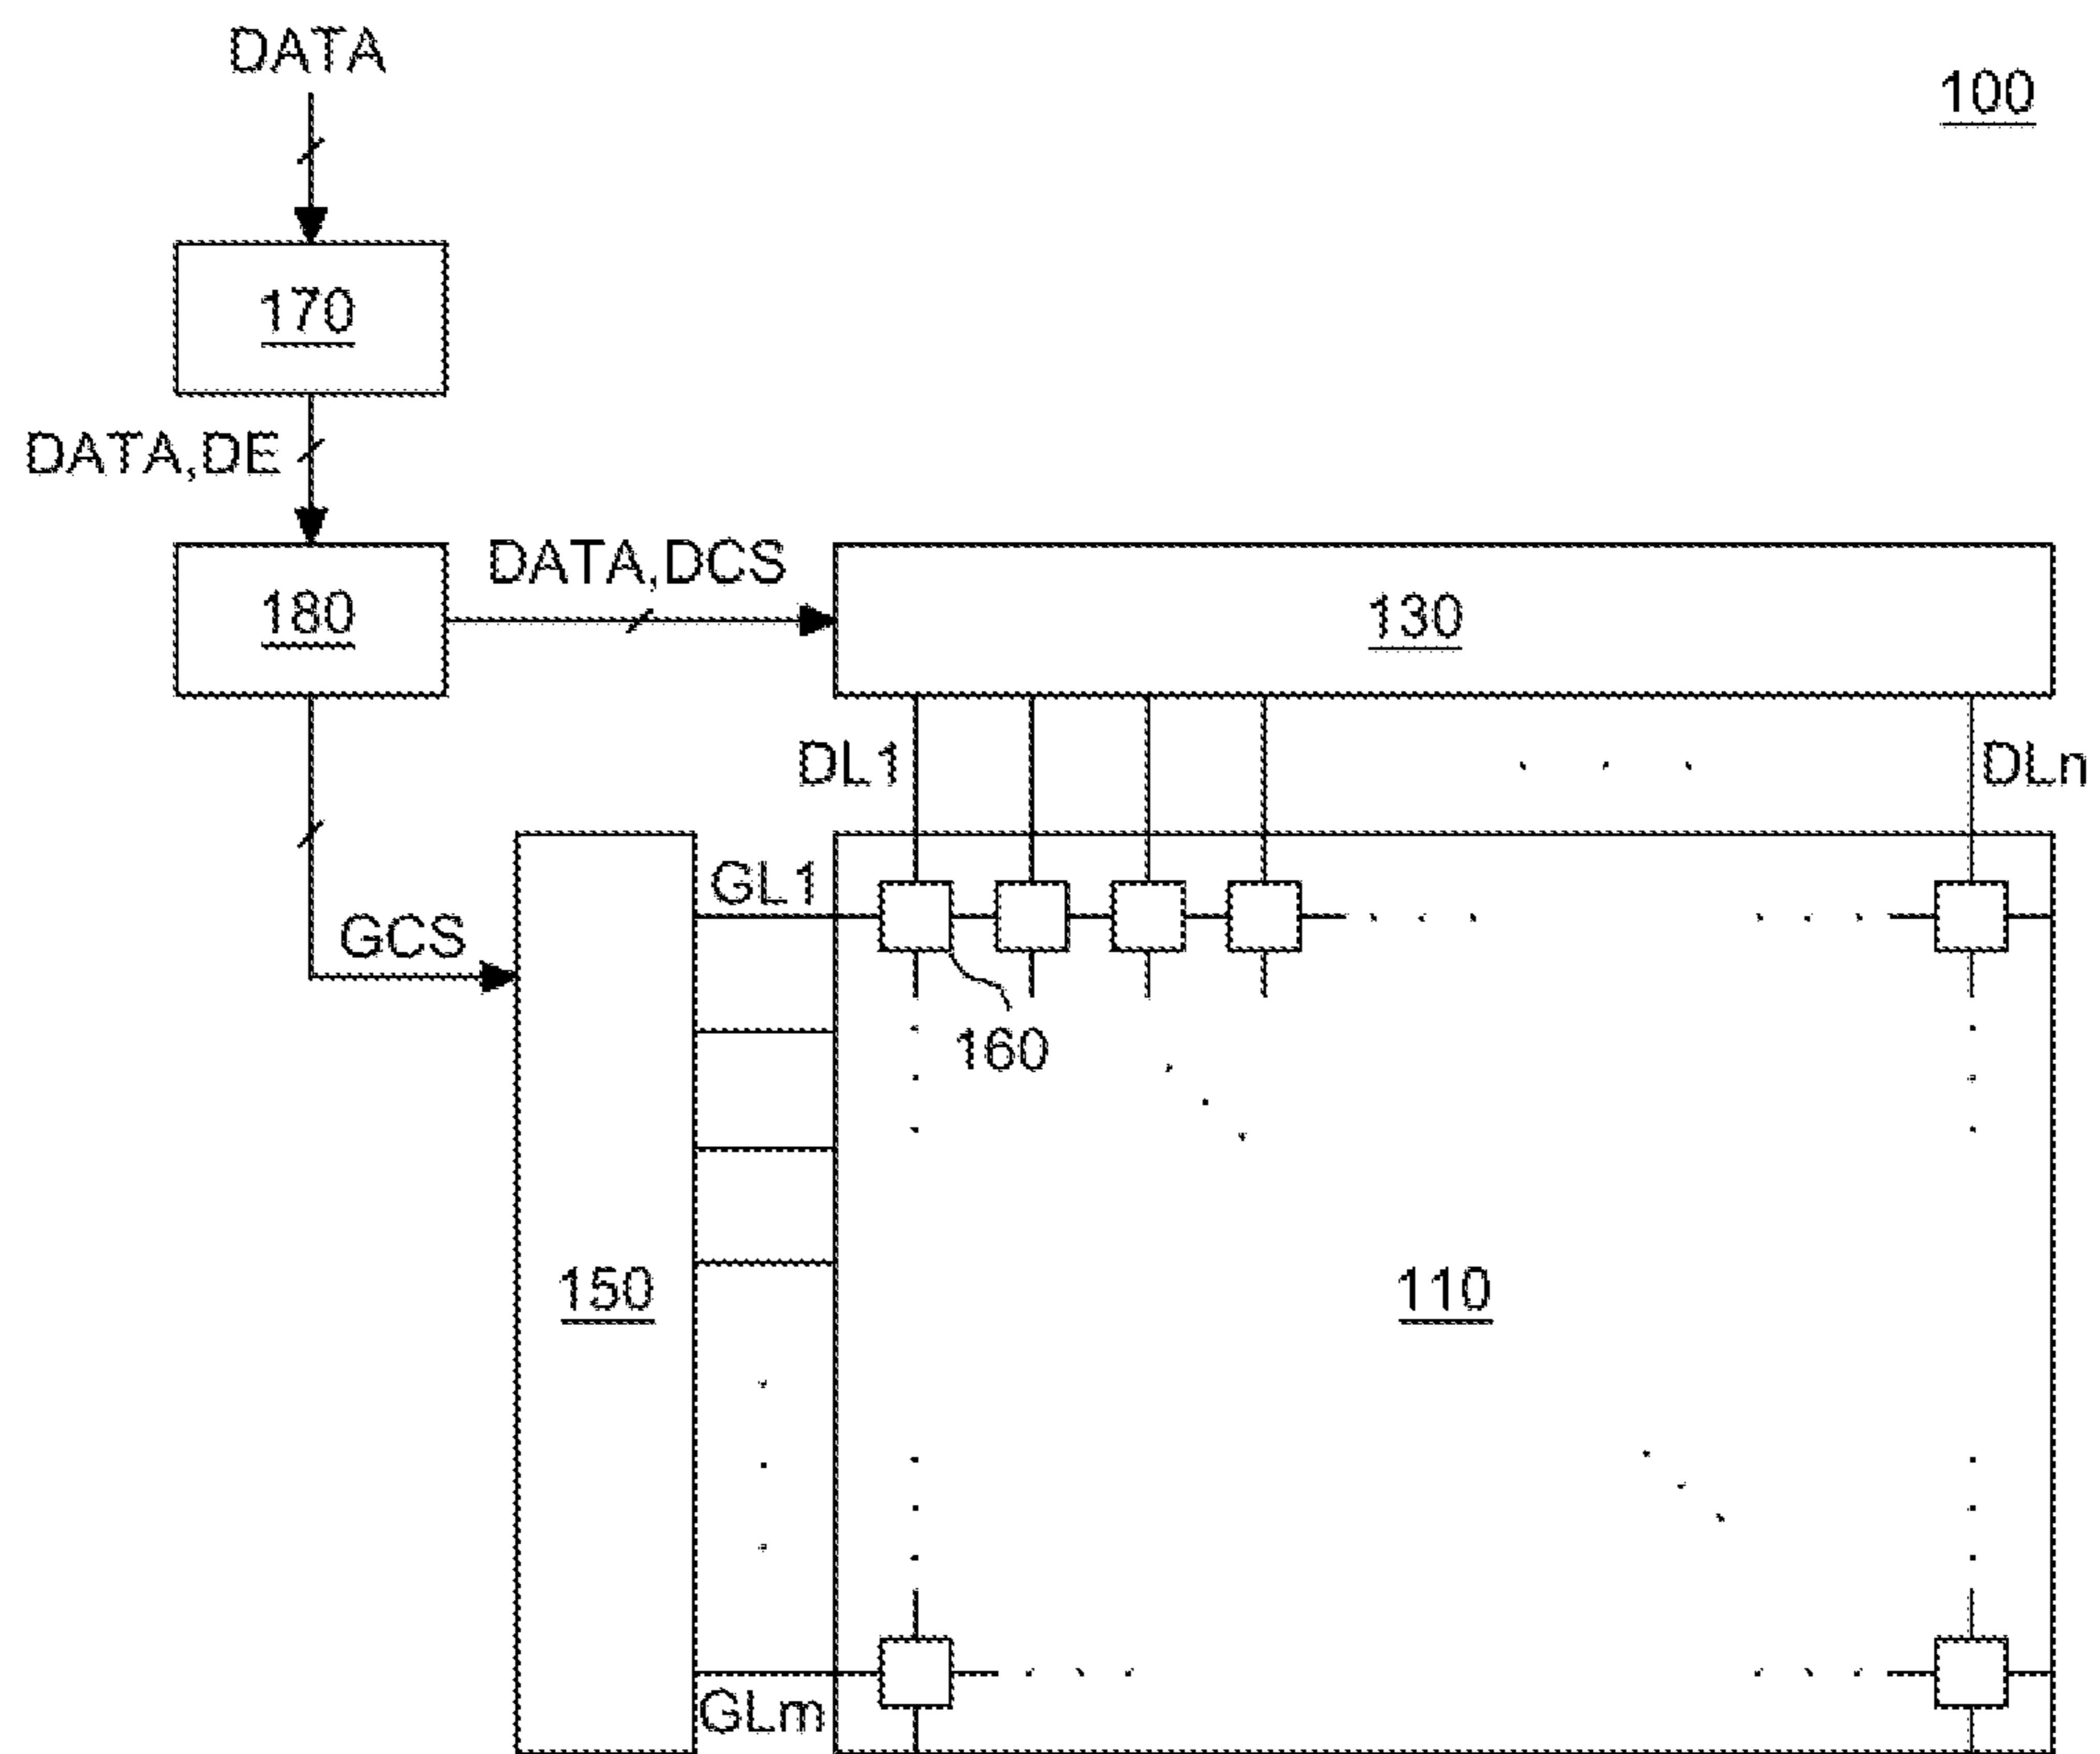 DATA
100
170
DATA,DE
180
DATA,DCS
130
DL1
DLn
GL1
GCS
160
150
110
GLm